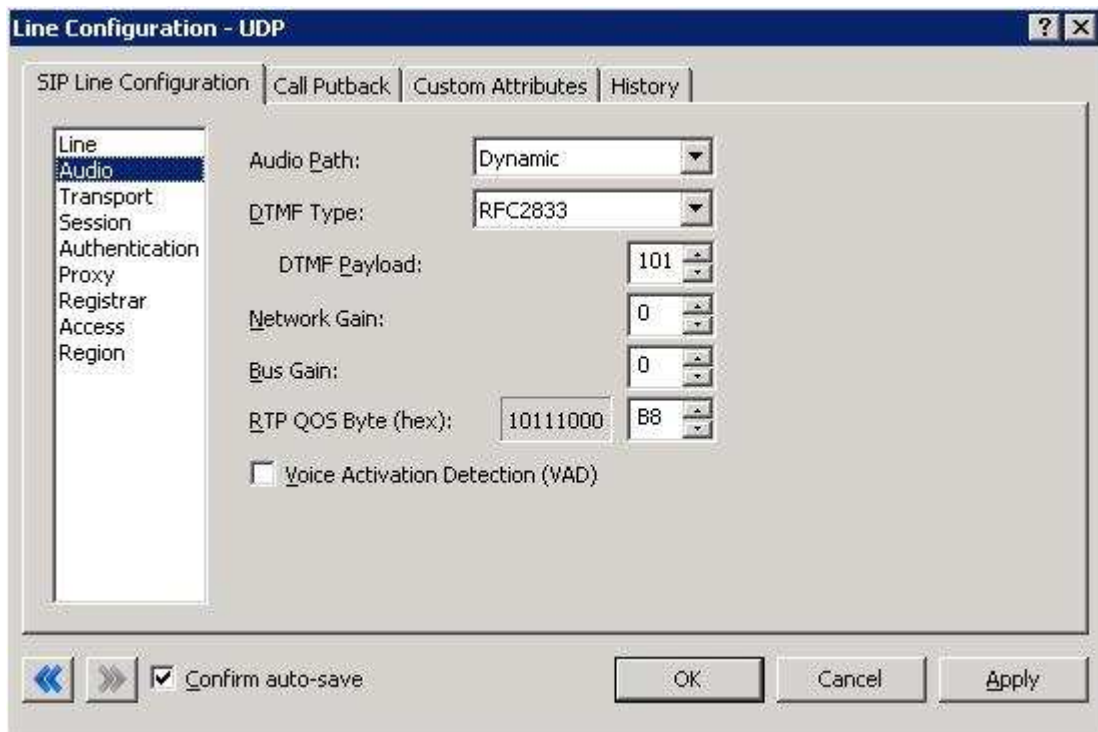 Line Configuration - UDP
SIP Line Configuration
Call Putback
Custom Attributes
History
Line
Audio
Transport
Session
Authentication
Proxy
Registrar
Access
Region
Audio Path: Dynamic
DTMF Type: RFC2833
DTMF Payload: 101
Network Gain: 0
Bus Gain: 0
RTP QOS Byte (hex): 10111000 B8
Voice Activation Detection (VAD)
Confirm auto-save
OK
Cancel
Apply